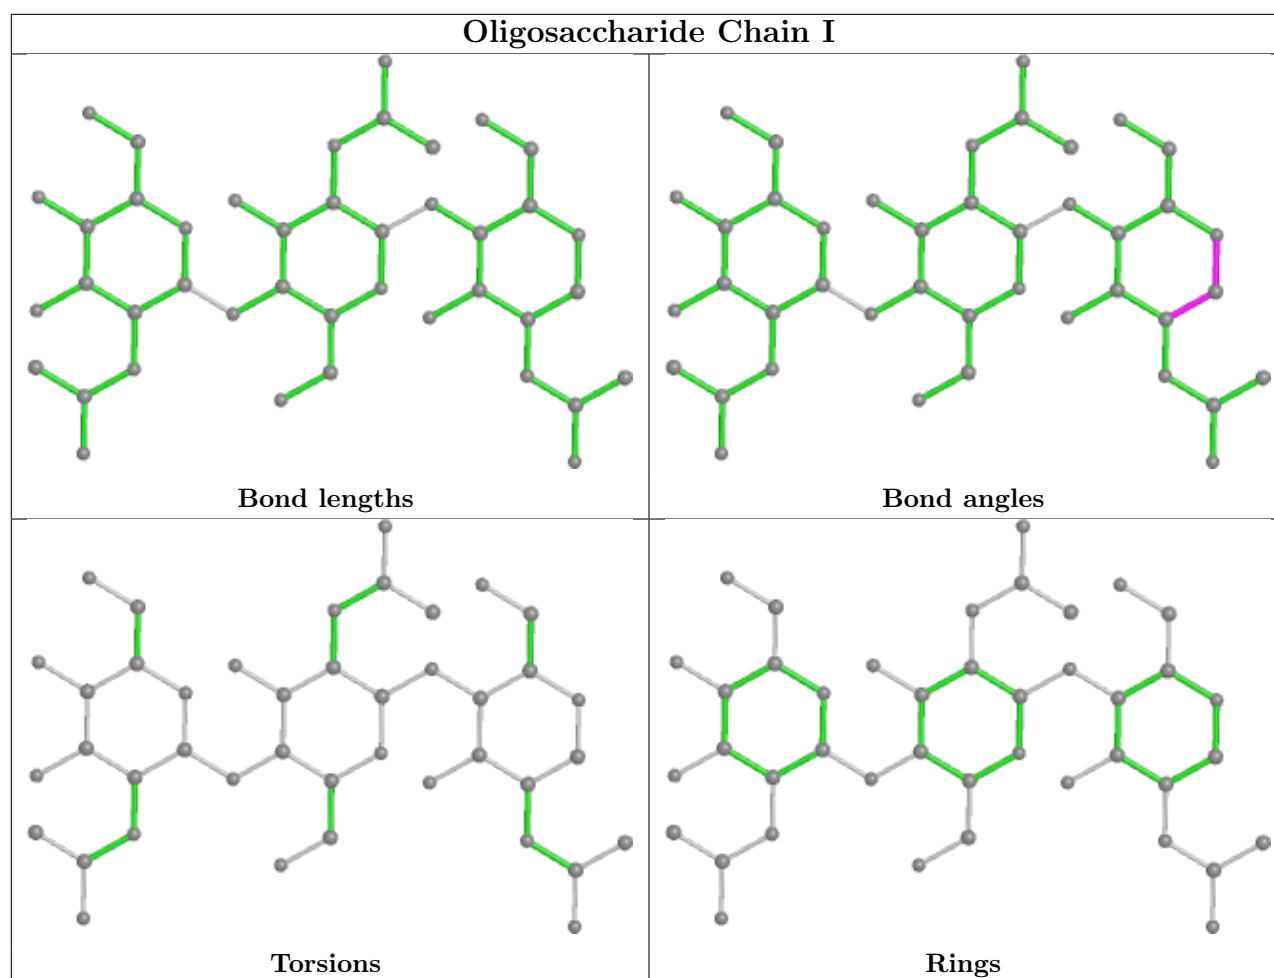 Oligosaccharide Chain I
Bond lengths
Bond angles
Torsions
Rings